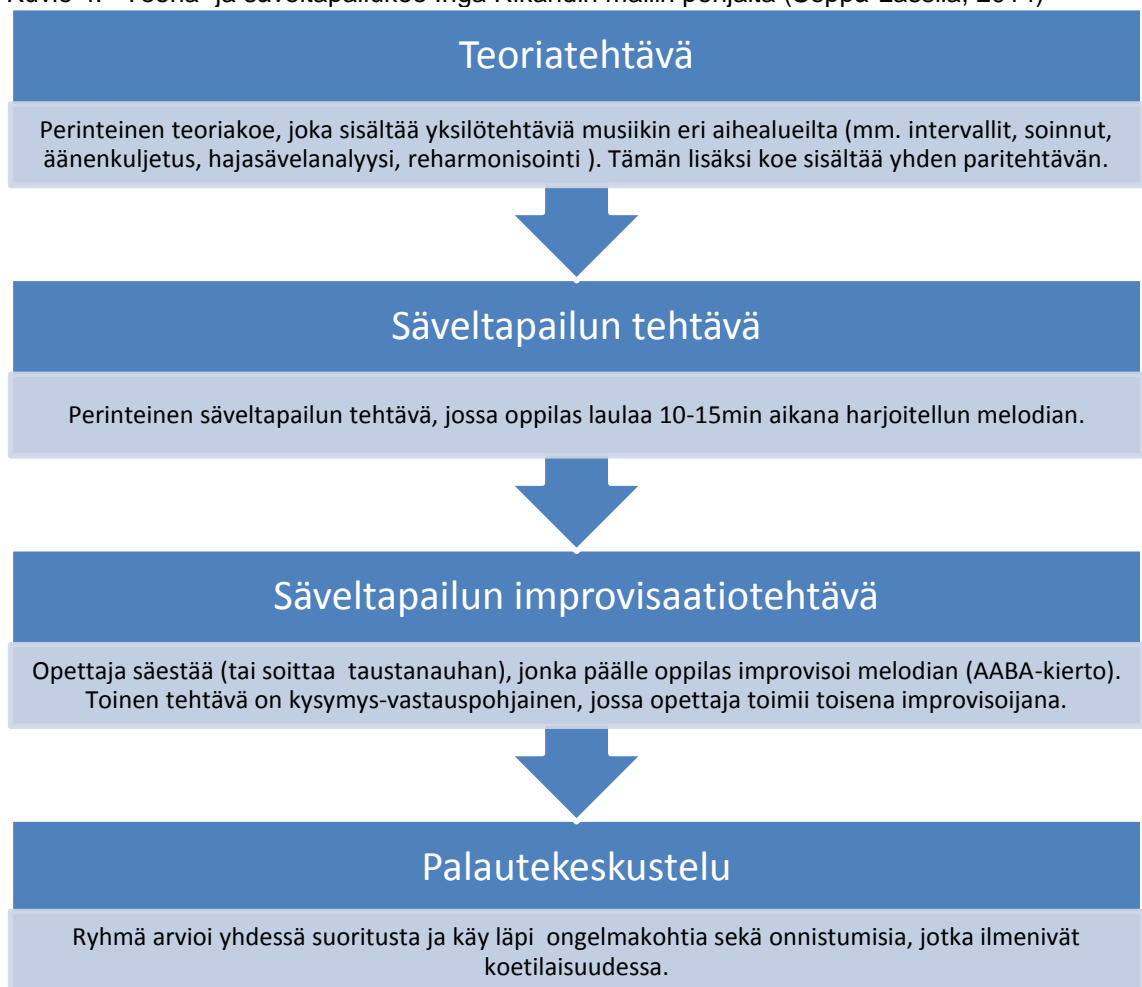 Teoriatehtävä
Perinteinen teoriakoe, joka sisältää yksilötehtäviä musiikin eri aihealueilta (mm. intervallit, soinnut,
äänenkuljetus, hajasävelanalyysi, reharmonisointi ). Tämän lisäksi koe sisältää yhden paritehtävän.
Säveltapailun tehtävä
Perinteinen säveltapailun tehtävä, jossa oppilas laulaa 10-15min aikana harjoitellun melodian.
Säveltapailun improvisaatiotehtävä
Opettaja säestää (tai soittaa taustanauhan), jonka päälle oppilas improvisoi melodian (AABA-kierto).
Toinen tehtävä on kysymys-vastauspohjainen, jossa opettaja toimii toisena improvisoijana.
Palautekeskustelu
Ryhmä arvioi yhdessä suoritusta ja käy läpi ongelmakohtia sekä onnistumisia, jotka ilmenivät
koetilaisuudessa.